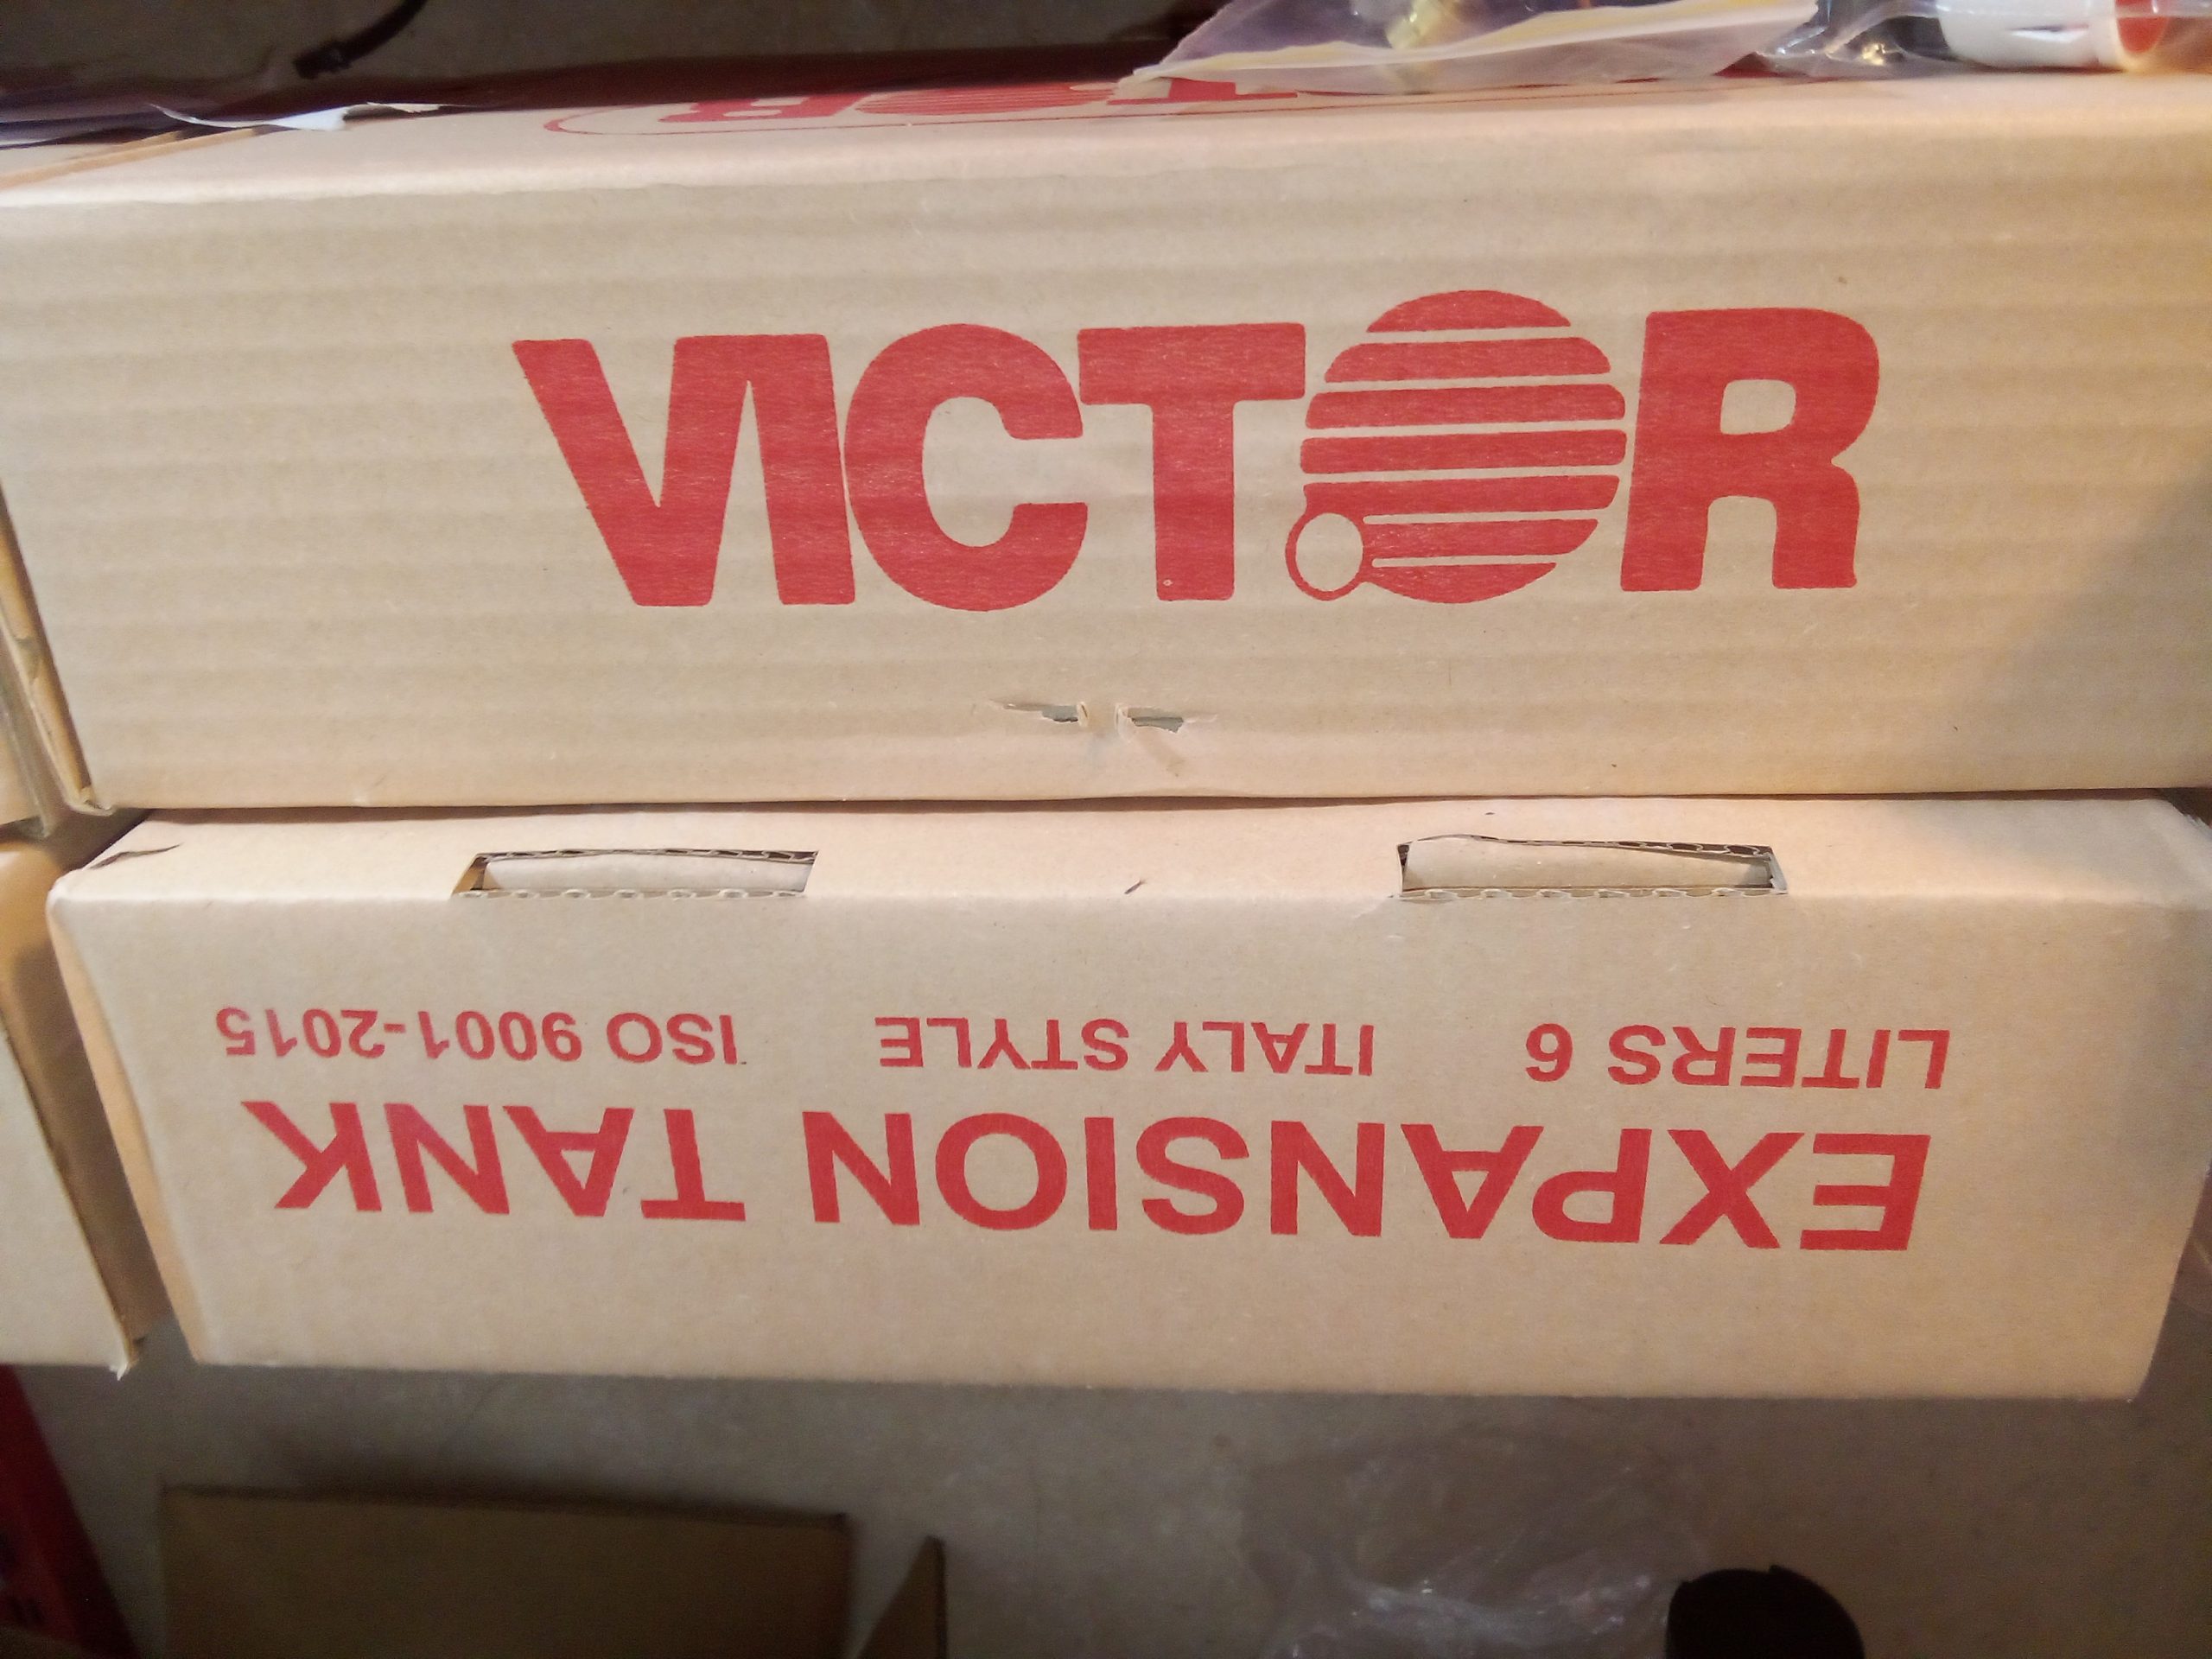 VICTOR
EXPANSION TANK
LITERS 6 ITALY STYLE ISO 9001-2015